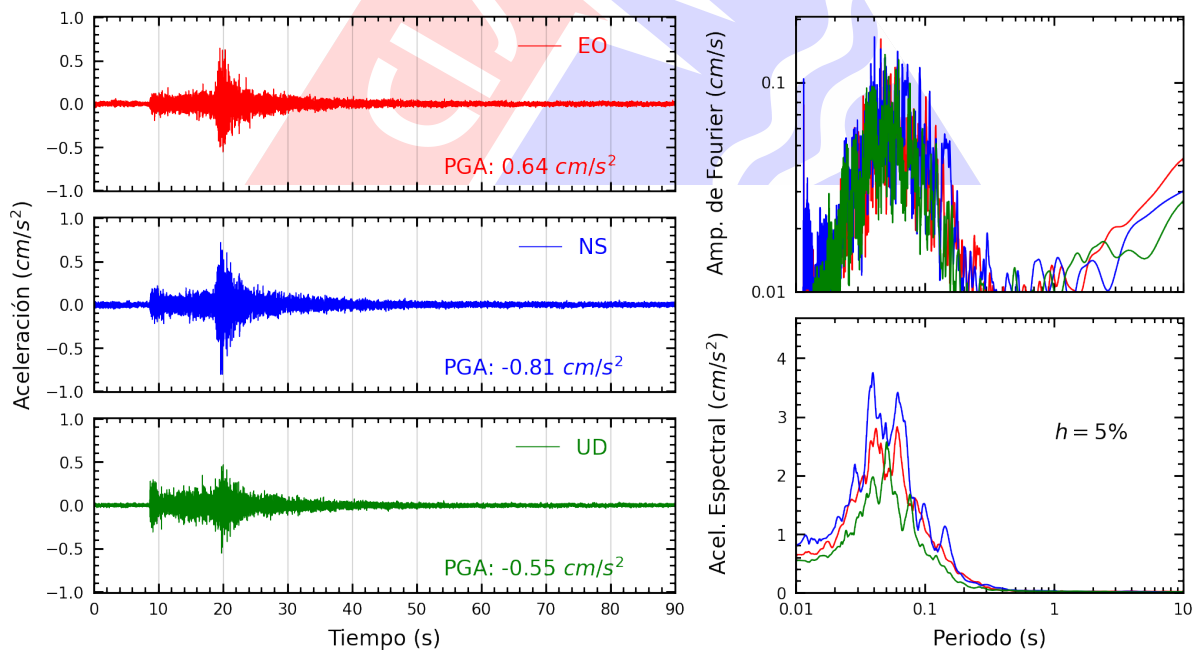 1.0
0.5
0.0
−0.5
−1.0
EO
PGA: 0.64 cm/s²
1.0
0.5
0.0
−0.5
−1.0
NS
PGA: -0.81 cm/s²
1.0
0.5
0.0
−0.5
−1.0
UD
PGA: -0.55 cm/s²
0 10 20 30 40 50 60 70 80 90
Tiempo (s)
Aceleración (cm/s²)
Amp. de Fourier (cm/s)
0.1
0.01
Acel. Espectral (cm/s²)
4
3
2
1
0
h = 5%
0.01 0.1 1 10
Periodo (s)